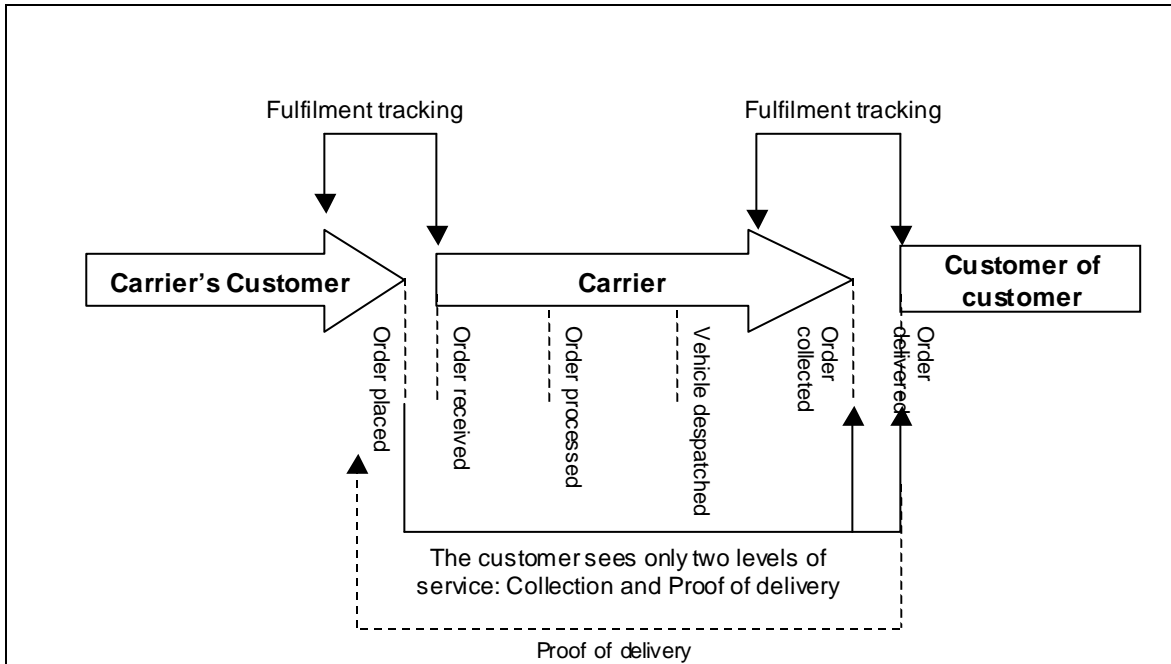 Fulfilment tracking
Fulfilment tracking
Carrier's Customer
Carrier
Customer of
customer
Order placed
Order received
Order processed
Vehicle despatched
Order
collected
Order
delivered
The customer sees only two levels of
service: Collection and Proof of delivery
Proof of delivery